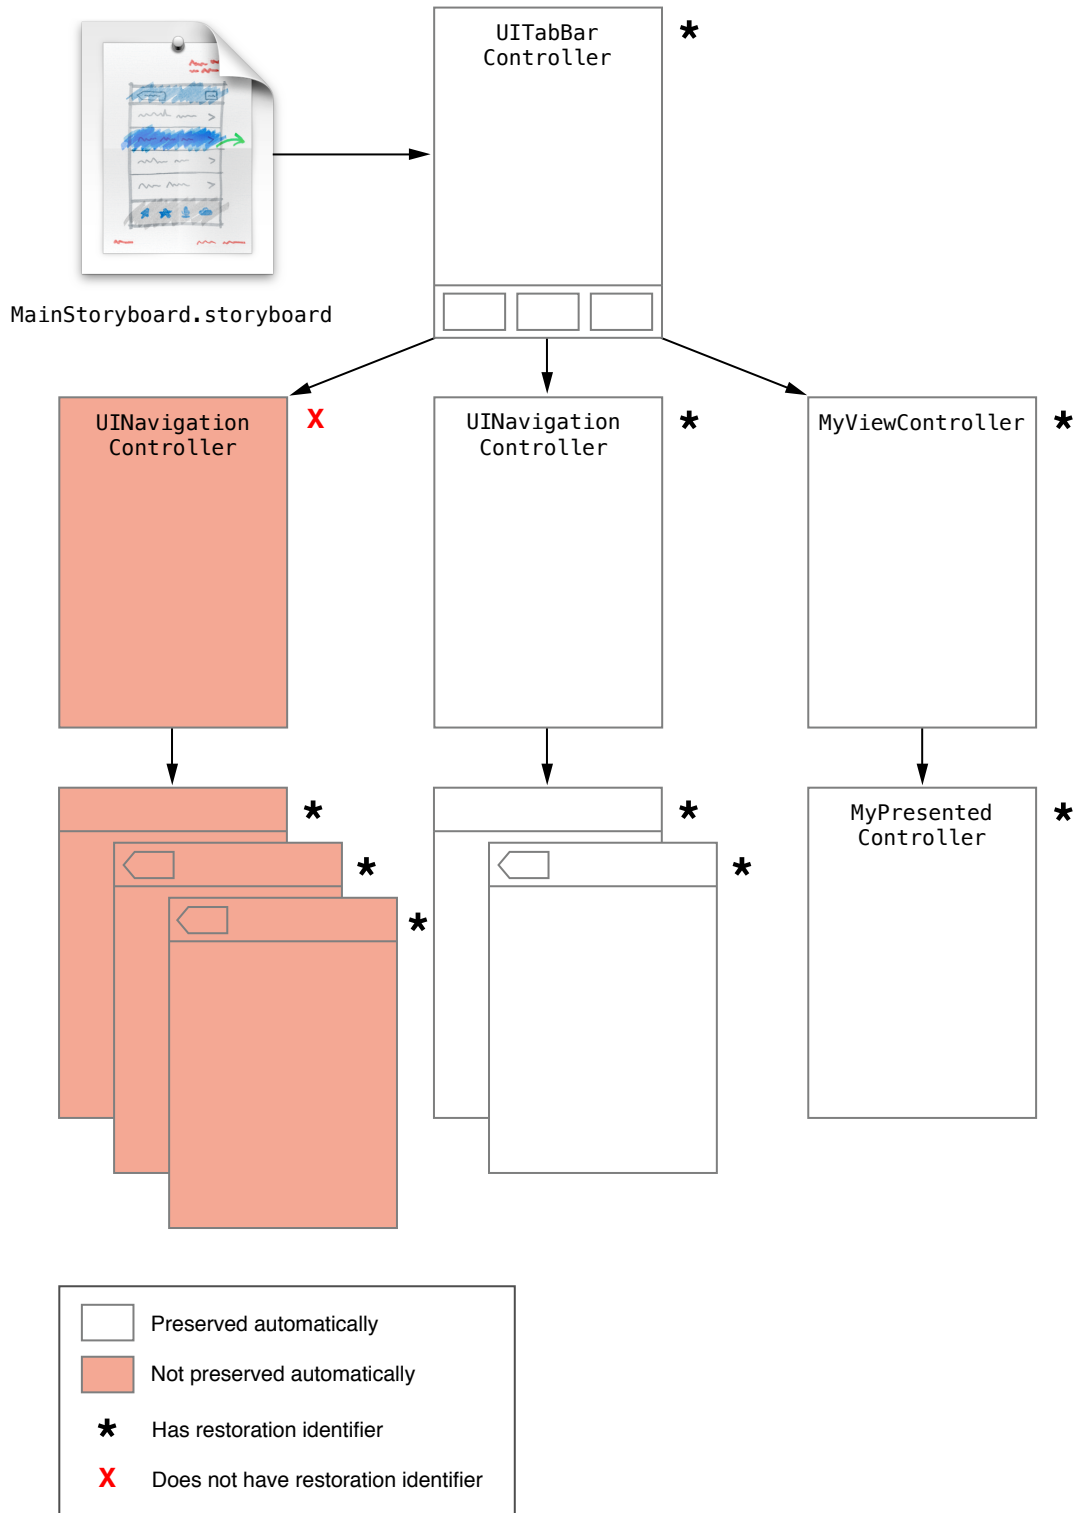 UITabBar
Controller
*
MainStoryboard.storyboard
UINavigation
Controller
X
UINavigation
Controller
*
MyViewController
*
*
*
*
*
*
MyPresented
Controller
*
Preserved automatically
Not preserved automatically
* Has restoration identifier
X Does not have restoration identifier